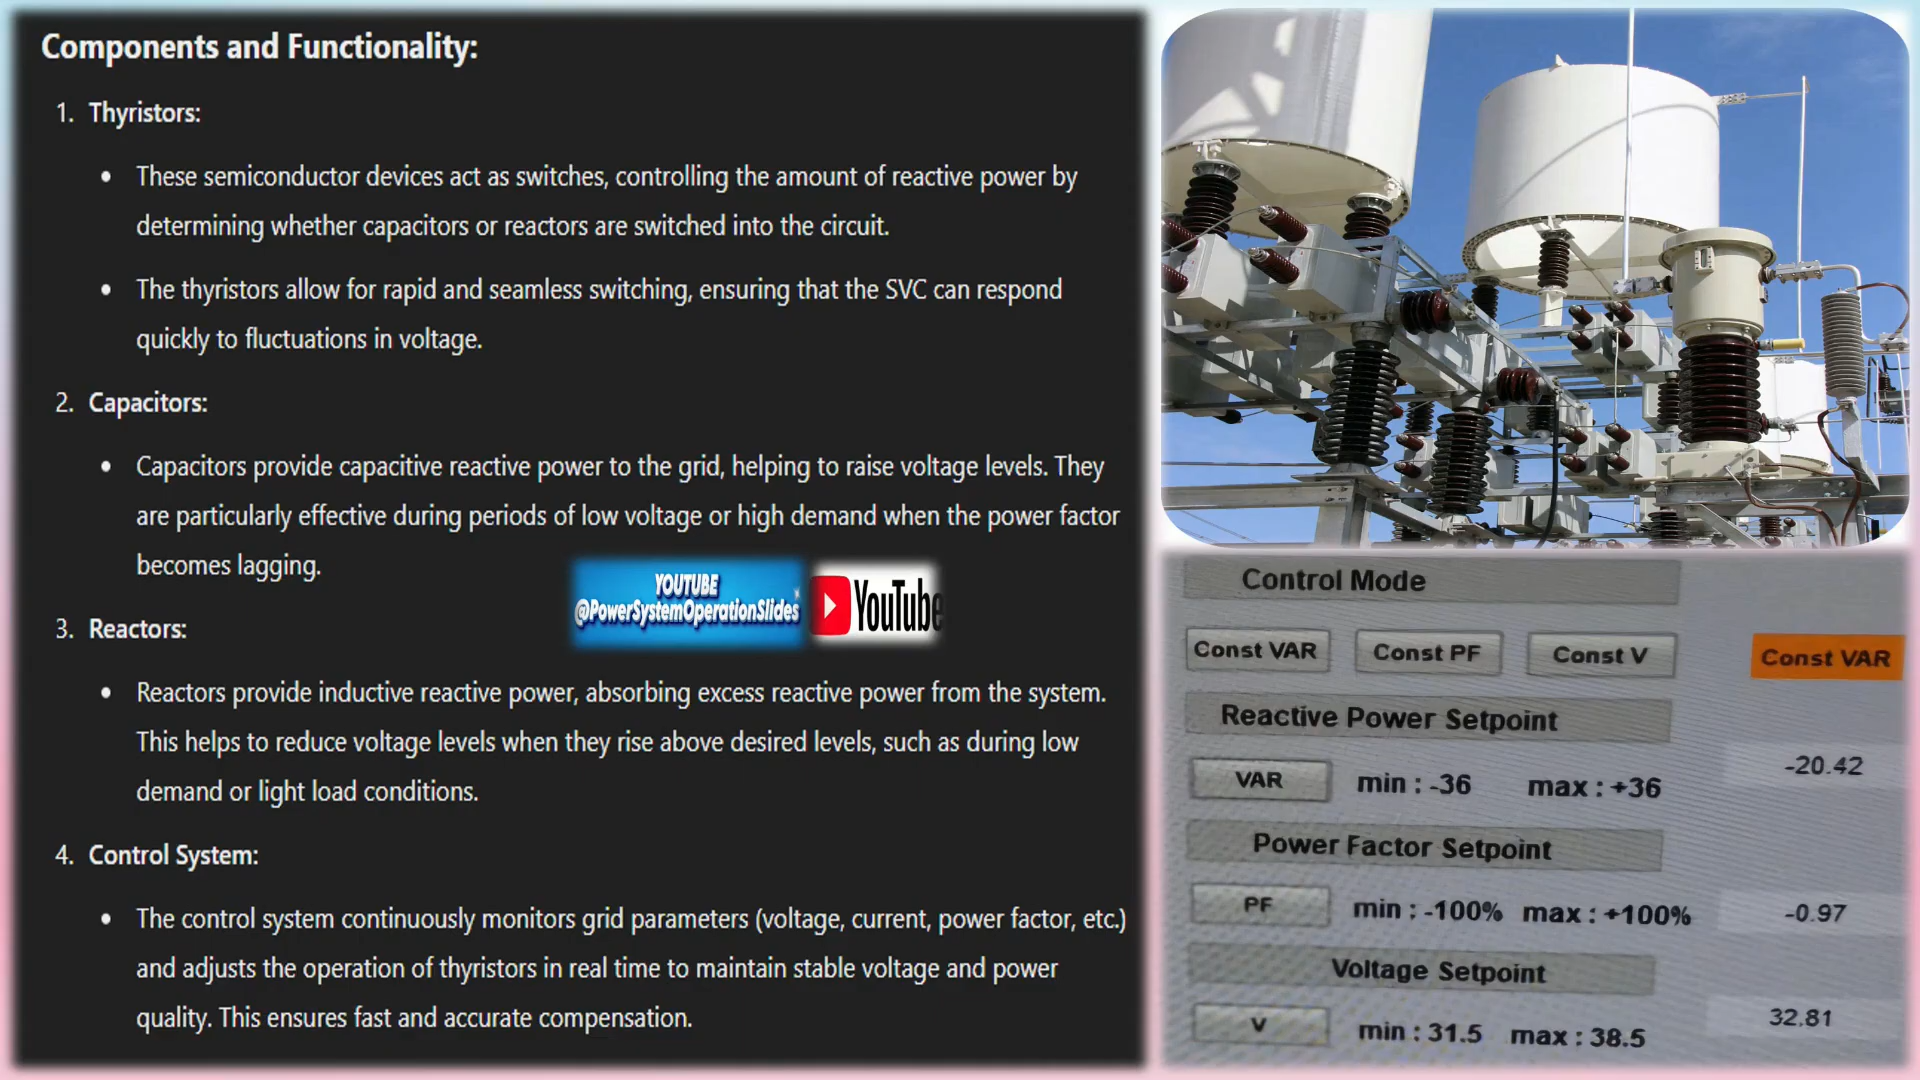 Components and Functionality:
1. Thyristors:
• These semiconductor devices act as switches, controlling the amount of reactive power by
determining whether capacitors or reactors are switched into the circuit.
• The thyristors allow for rapid and seamless switching, ensuring that the SVC can respond
quickly to fluctuations in voltage.
2. Capacitors:
• Capacitors provide capacitive reactive power to the grid, helping to raise voltage levels. They
are particularly effective during periods of low voltage or high demand when the power factor
becomes lagging.
YOUTUBE
@PowerSystemOperationSlides
YouTube
3. Reactors:
• Reactors provide inductive reactive power, absorbing excess reactive power from the system.
This helps to reduce voltage levels when they rise above desired levels, such as during low
demand or light load conditions.
4. Control System:
• The control system continuously monitors grid parameters (voltage, current, power factor, etc.)
and adjusts the operation of thyristors in real time to maintain stable voltage and power
quality. This ensures fast and accurate compensation.
Control Mode
Const VAR Const PF Const V Const VAR
Reactive Power Setpoint
VAR min : -36 max : +36 -20.42
Power Factor Setpoint
PF min : -100% max : +100% -0.97
Voltage Setpoint
V min : 31.5 max : 38.5 32.81